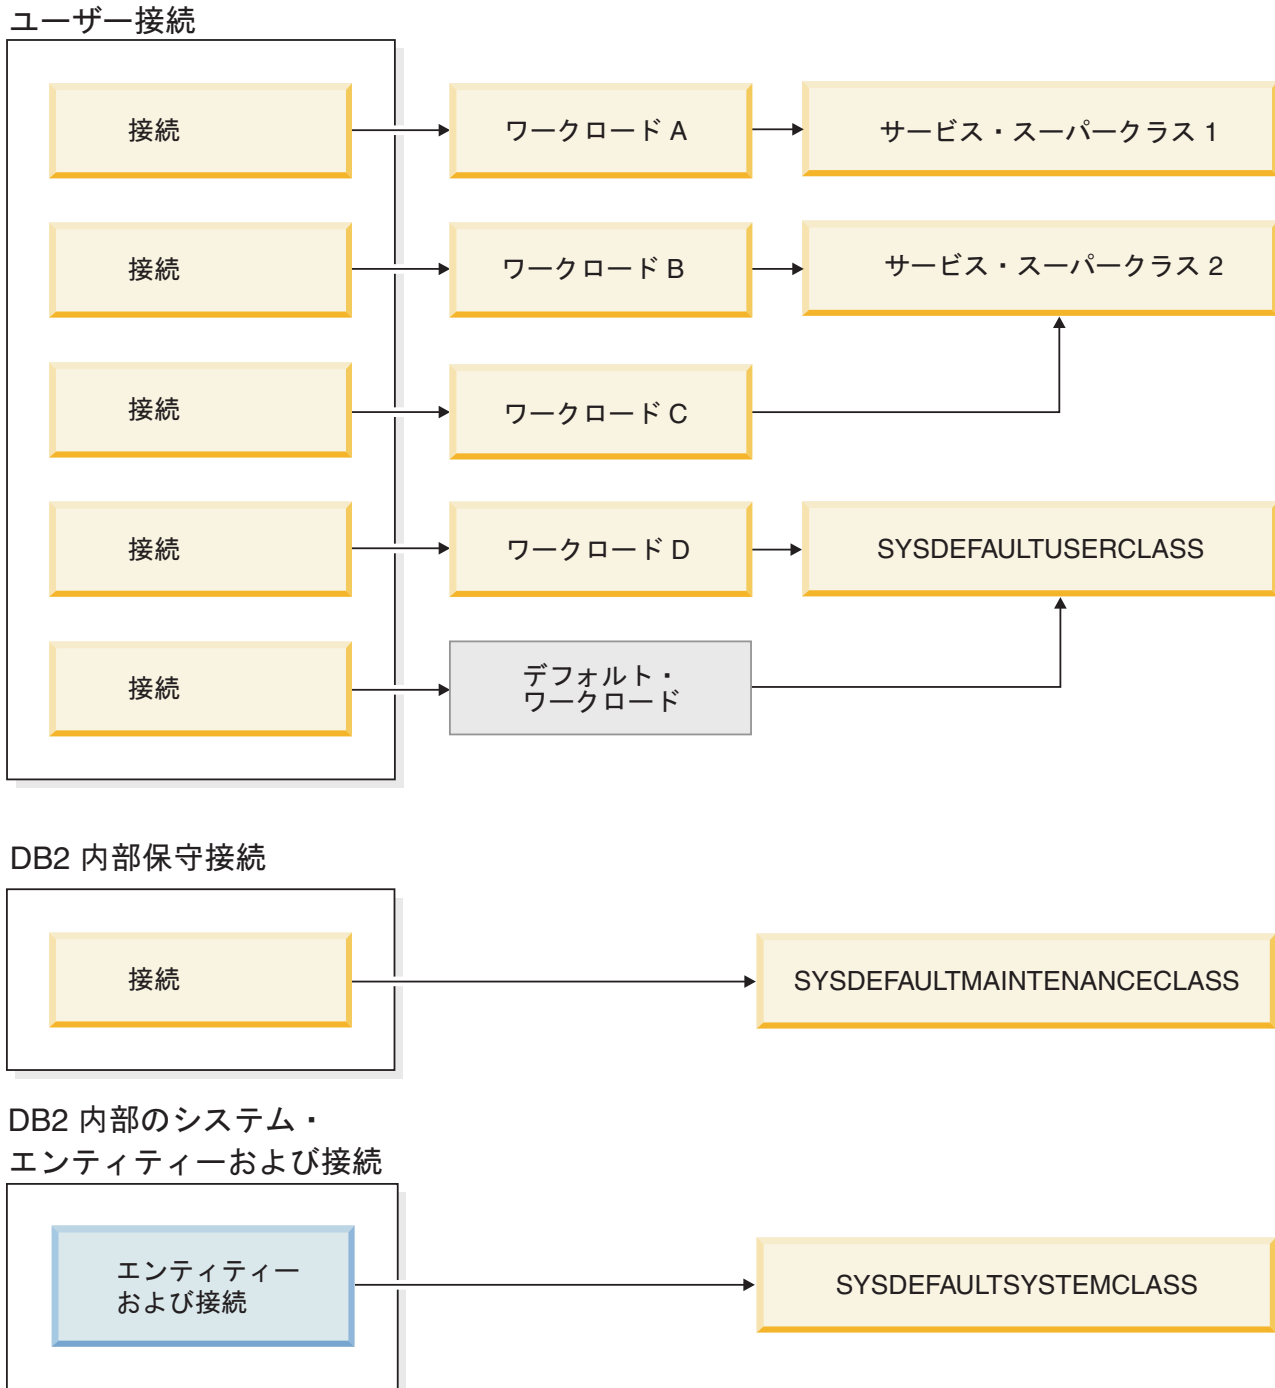 ユーザー接続
接続
ワークロード A
サービス・スーパークラス 1
接続
ワークロード B
サービス・スーパークラス 2
接続
ワークロード C
接続
ワークロード D
SYSDEFAULTUSERCLASS
接続
デフォルト・
ワークロード
DB2 内部保守接続
接続
SYSDEFAULTMAINTENANCECLASS
DB2 内部のシステム・
エンティティーおよび接続
エンティティー
および接続
SYSDEFAULTSYSTEMCLASS